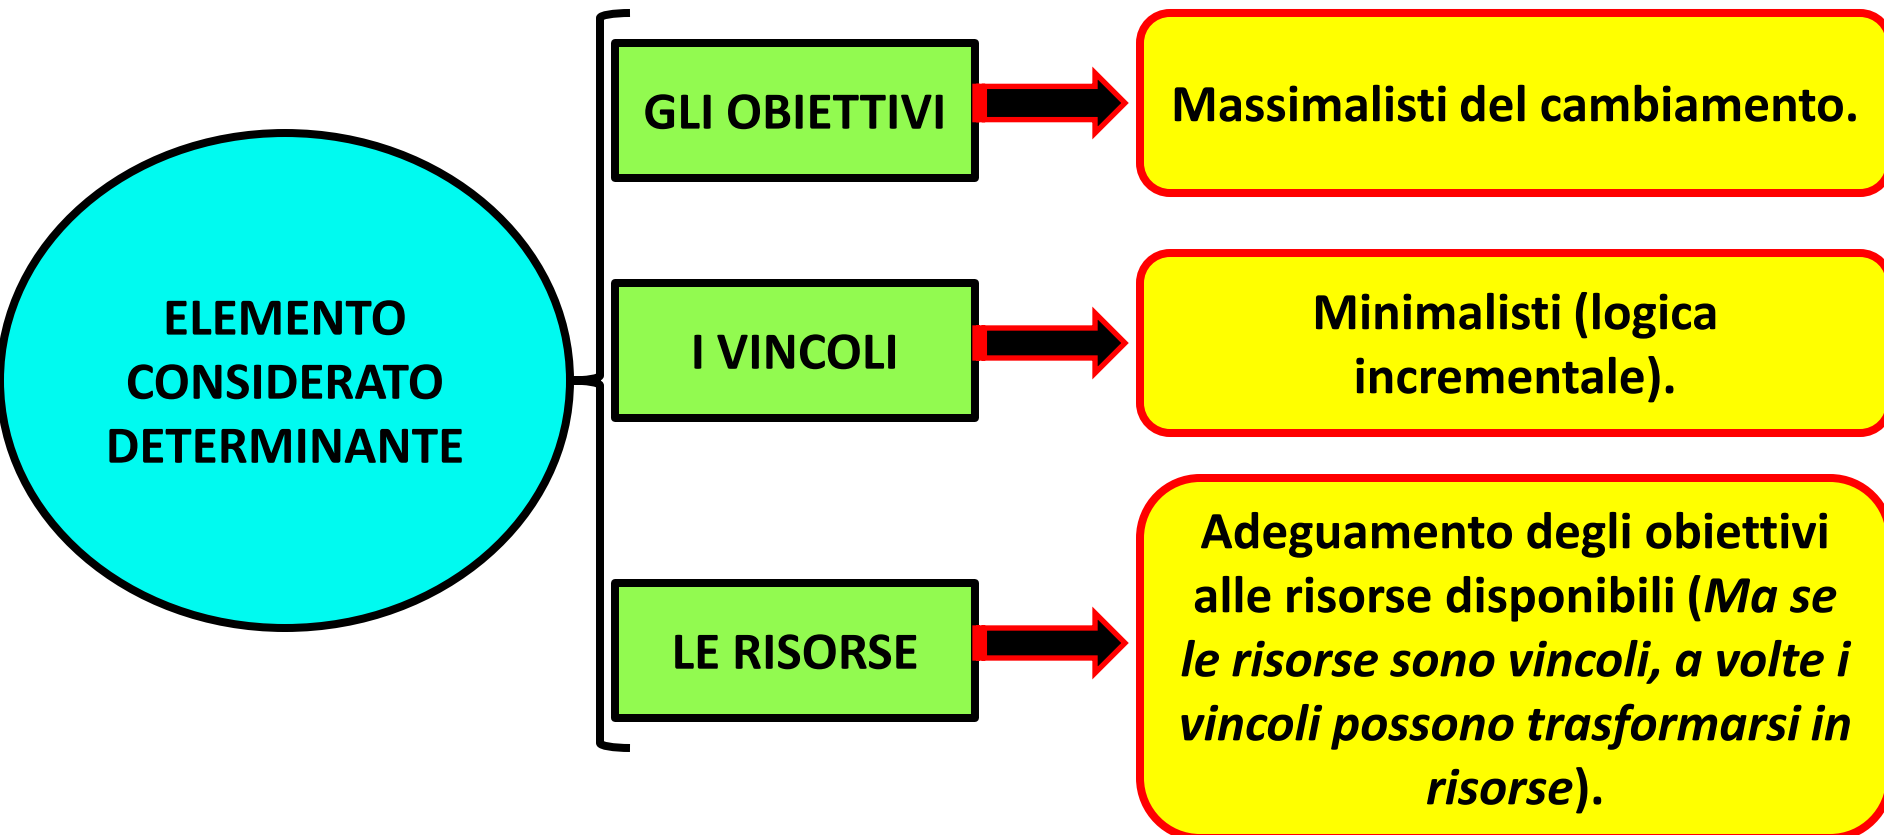 ELEMENTO
CONSIDERATO
DETERMINANTE
GLI OBIETTIVI
Massimalisti del cambiamento.
I VINCOLI
Minimalisti (logica
incrementale).
LE RISORSE
Adeguamento degli obiettivi
alle risorse disponibili (Ma se
le risorse sono vincoli, a volte i
vincoli possono trasformarsi in
risorse).